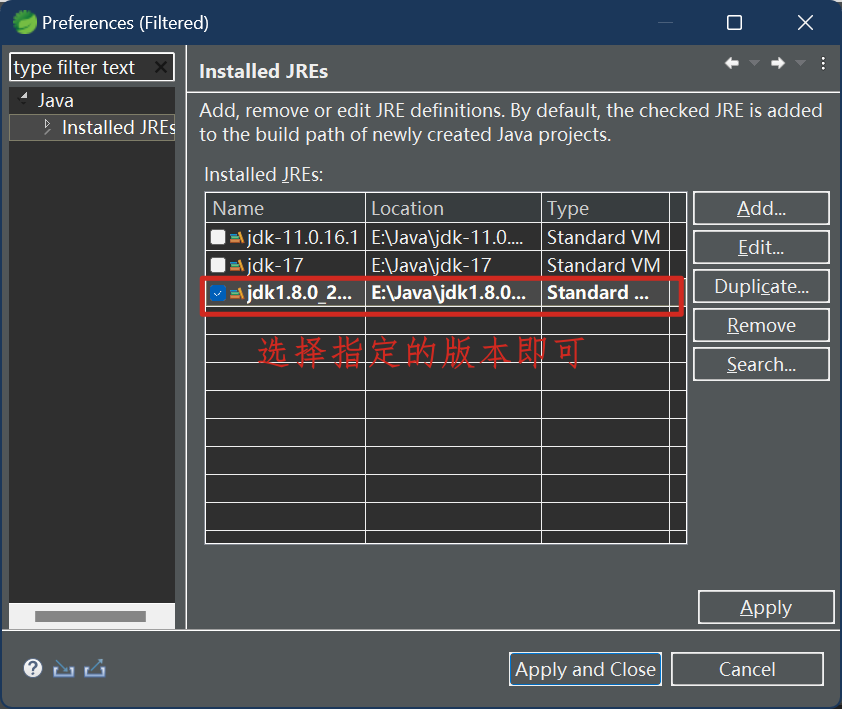 Preferences (Filtered)
type filter text
Installed JREs
Java
Installed JREs
Add, remove or edit JRE definitions. By default, the checked JRE is added
to the build path of newly created Java projects.
Installed JREs:
Name Location Type
jdk-11.0.16.1 E:\Java\jdk-11.0.... Standard VM
jdk-17 E:\Java\jdk-17 Standard VM
jdk1.8.0_2... E:\Java\jdk1.8.0... Standard ...
选择指定的版本即可
Add...
Edit...
Duplicate...
Remove
Search...
Apply
Apply and Close
Cancel